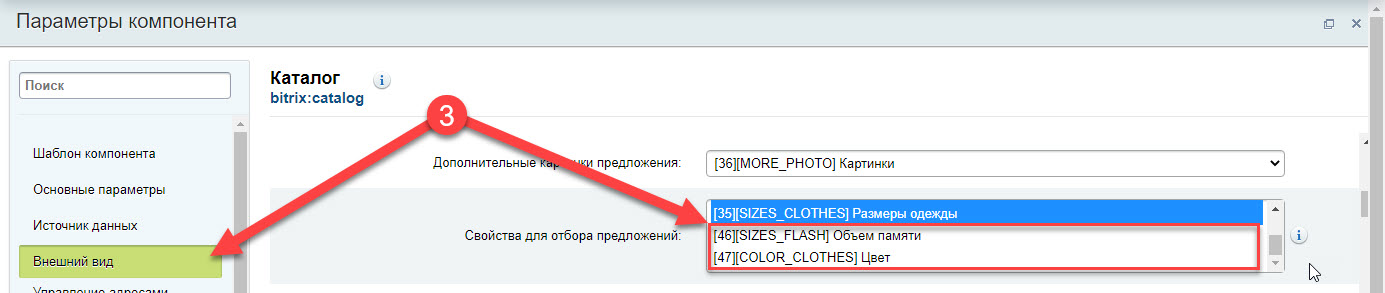 Параметры компонента
Поиск
Шаблон компонента
Основные параметры
Источник данных
Внешний вид
Управление адресами
Каталог
bitrix:catalog
3
Дополнительные картинки предложения:
[36][MORE_PHOTO] Картинки
Свойства для отбора предложений:
[35][SIZES_CLOTHES] Размеры одежды
[46][SIZES_FLASH] Объем памяти
[47][COLOR_CLOTHES] Цвет